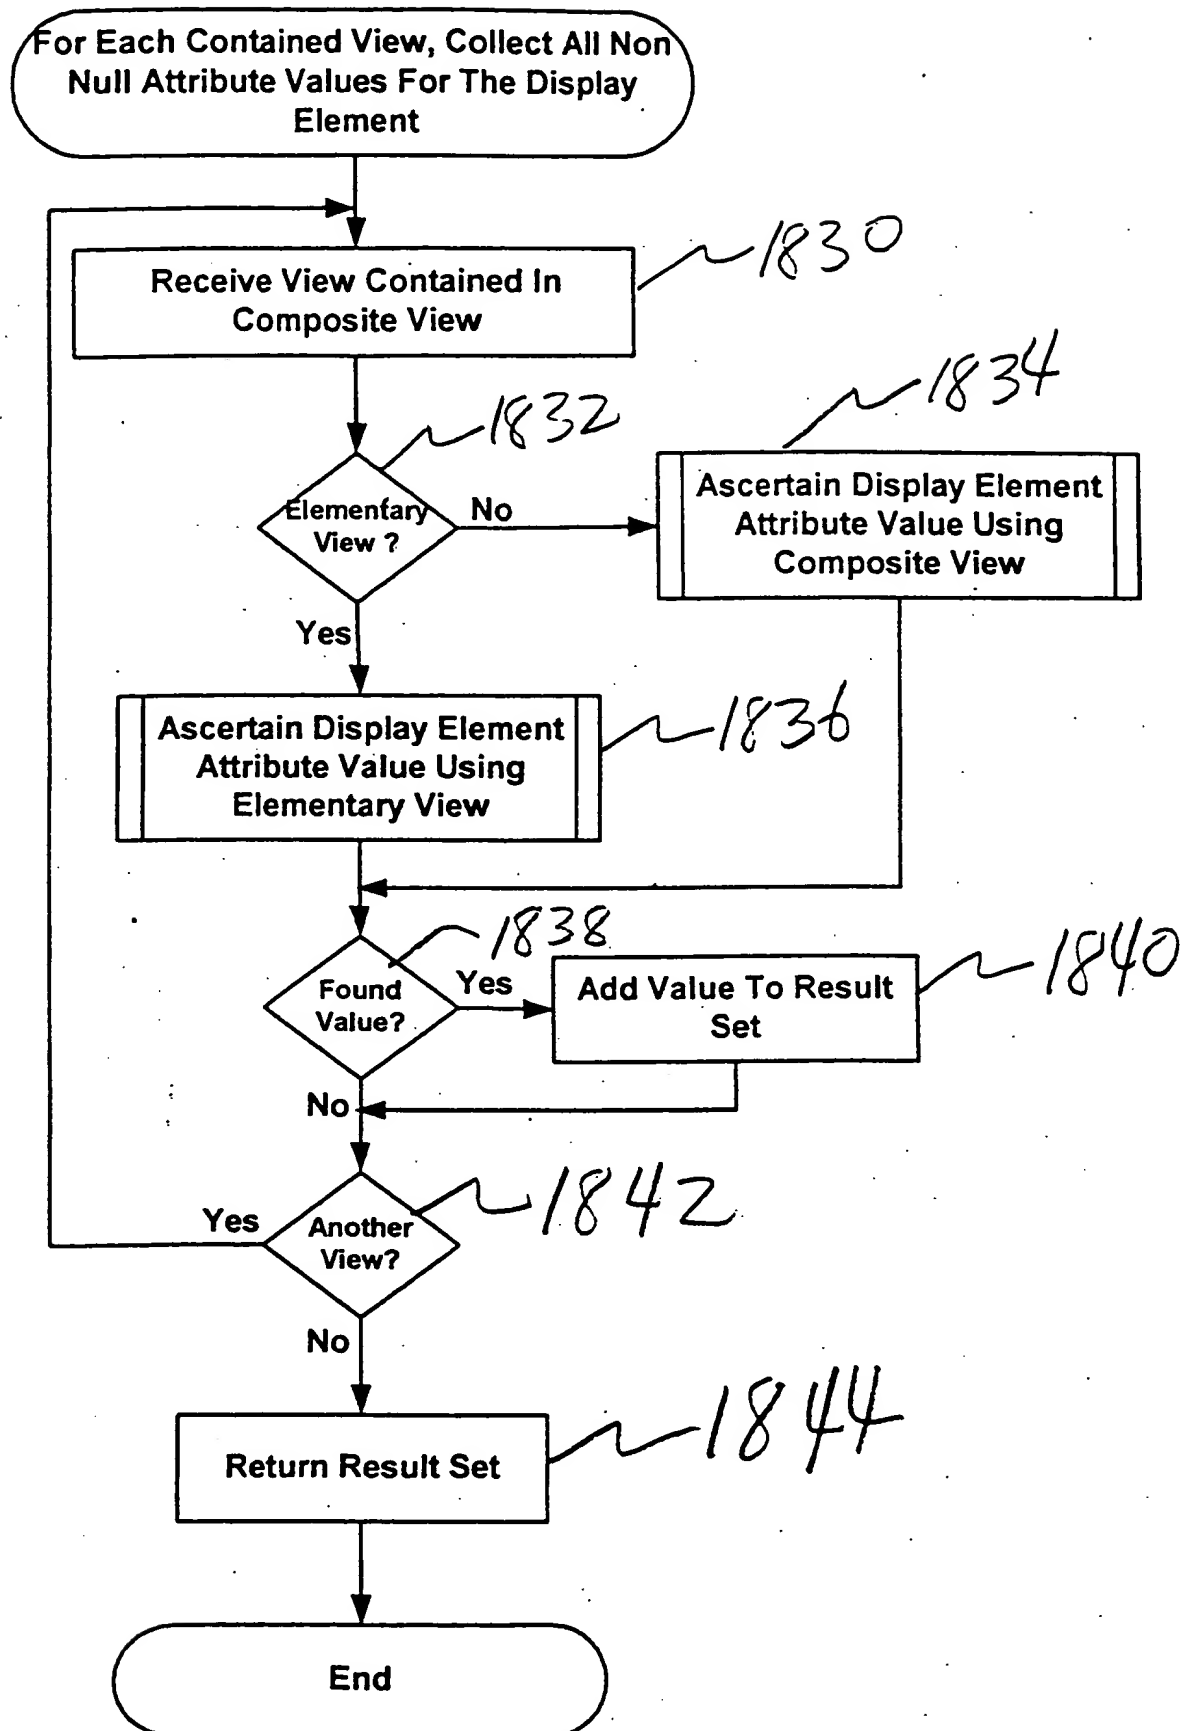 For Each Contained View, Collect All Non
Null Attribute Values For The Display
Element
1830
Receive View Contained In
Composite View
1834
1832
Elementary
View ?
No
Ascertain Display Element
Attribute Value Using
Composite View
Yes
1836
Ascertain Display Element
Attribute Value Using
Elementary View
1838
1840
Found
Value?
Yes
Add Value To Result
Set
No
1842
Yes
Another
View?
No
1844
Return Result Set
End